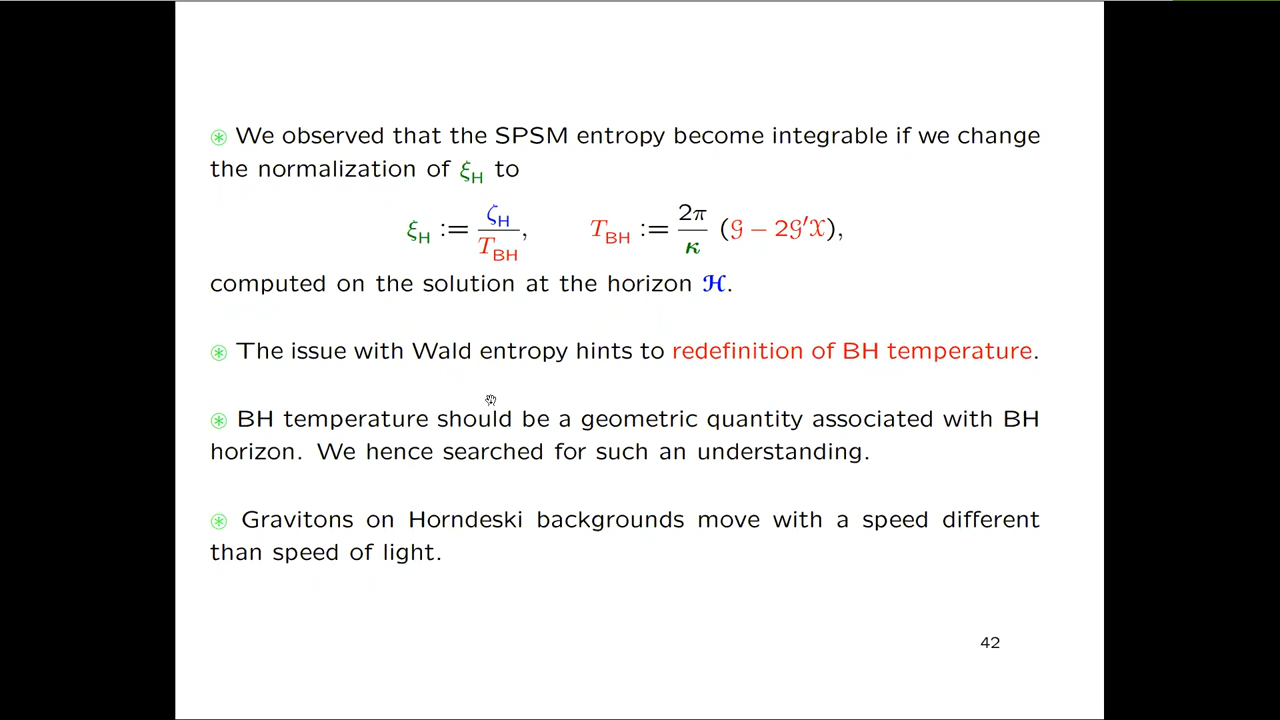 ⊛ We observed that the SPSM entropy become integrable if we change
the normalization of ξ_H to
ξ_H := ζ_H / T_BH, T_BH := 2π / κ (𝒢 − 2𝒢′𝒳),
computed on the solution at the horizon ℋ.
⊛ The issue with Wald entropy hints to redefinition of BH temperature.
⊛ BH temperature should be a geometric quantity associated with BH
horizon. We hence searched for such an understanding.
⊛ Gravitons on Horndeski backgrounds move with a speed different
than speed of light.
42